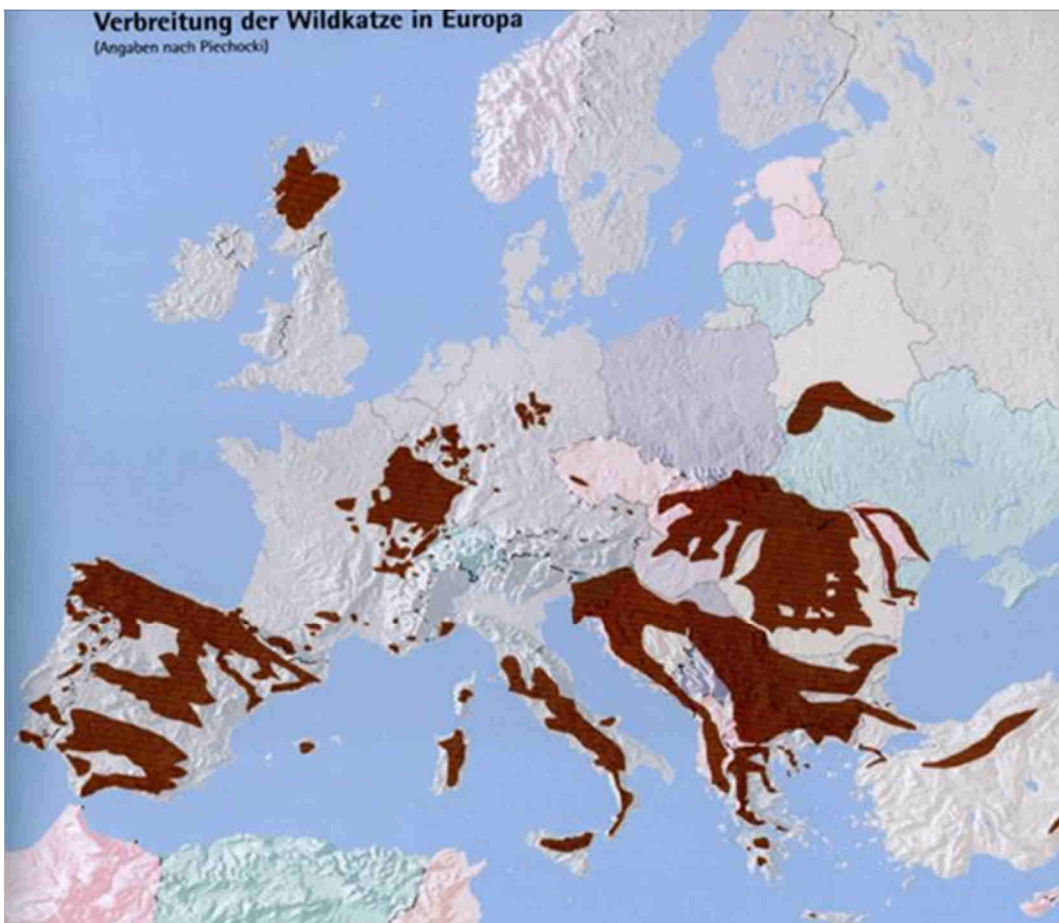 Verbreitung der Wildkatze in Europa
(Angaben nach Piechocki)